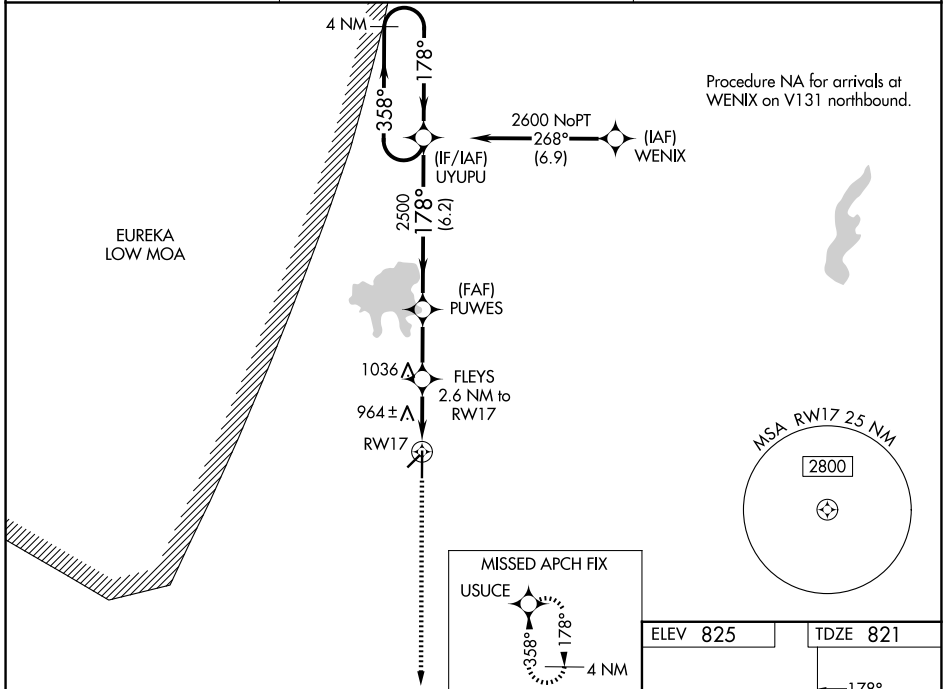 4 NM
178°
358°
Procedure NA for arrivals at
WENIX on V131 northbound.
2600 NoPT
268°
(6.9)
(IAF)
WENIX
(IF/IAF)
UYUPU
2500
178°
(6.2)
EUREKA
LOW MOA
(FAF)
PUWES
1036
FLEYS
2.6 NM to
RW17
964±
RW17
MSA RW17 25 NM
2800
MISSED APCH FIX
USUCE
358°
178°
4 NM
ELEV 825
TDZE 821
178°